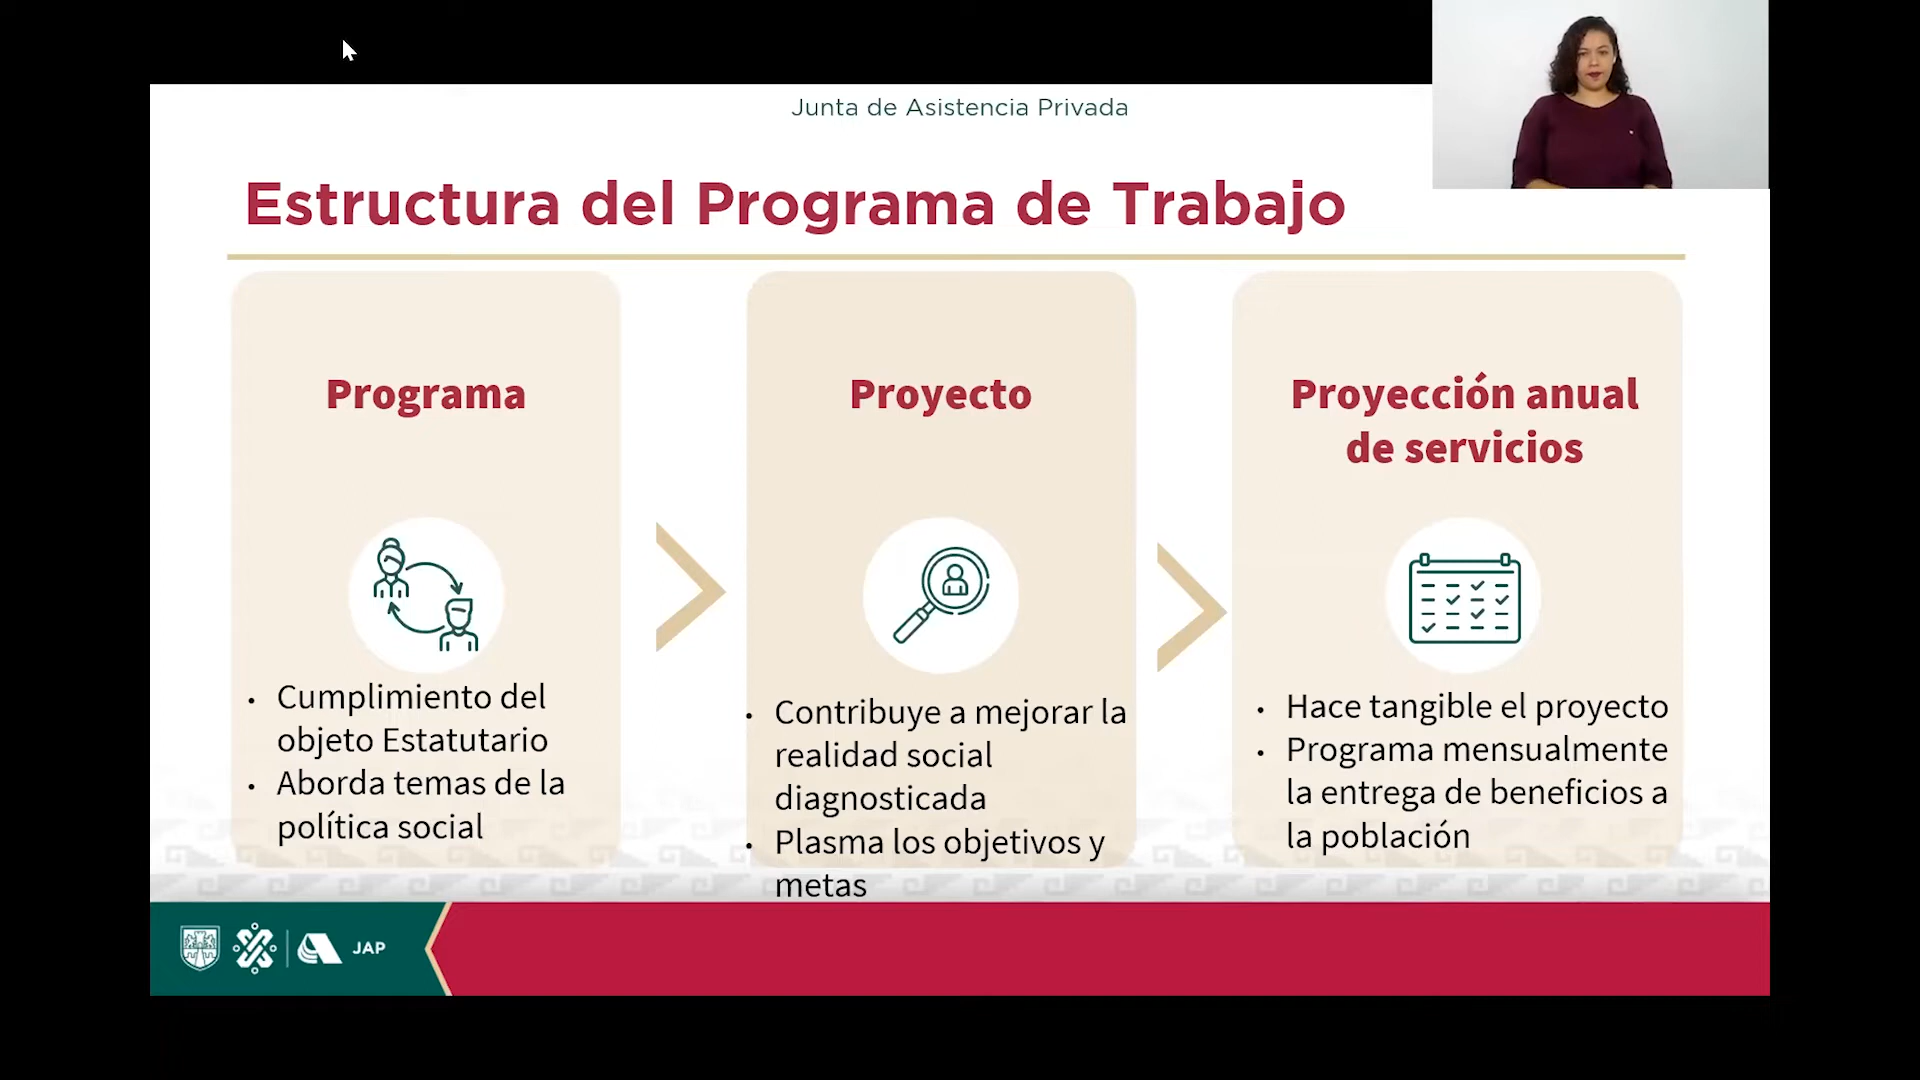 Junta de Asistencia Privada
Estructura del Programa de Trabajo
Programa
• Cumplimiento del
objeto Estatutario
• Aborda temas de la
política social
Proyecto
• Contribuye a mejorar la
realidad social
diagnosticada
• Plasma los objetivos y
metas
Proyección anual
de servicios
• Hace tangible el proyecto
• Programa mensualmente
la entrega de beneficios a
la población
JAP